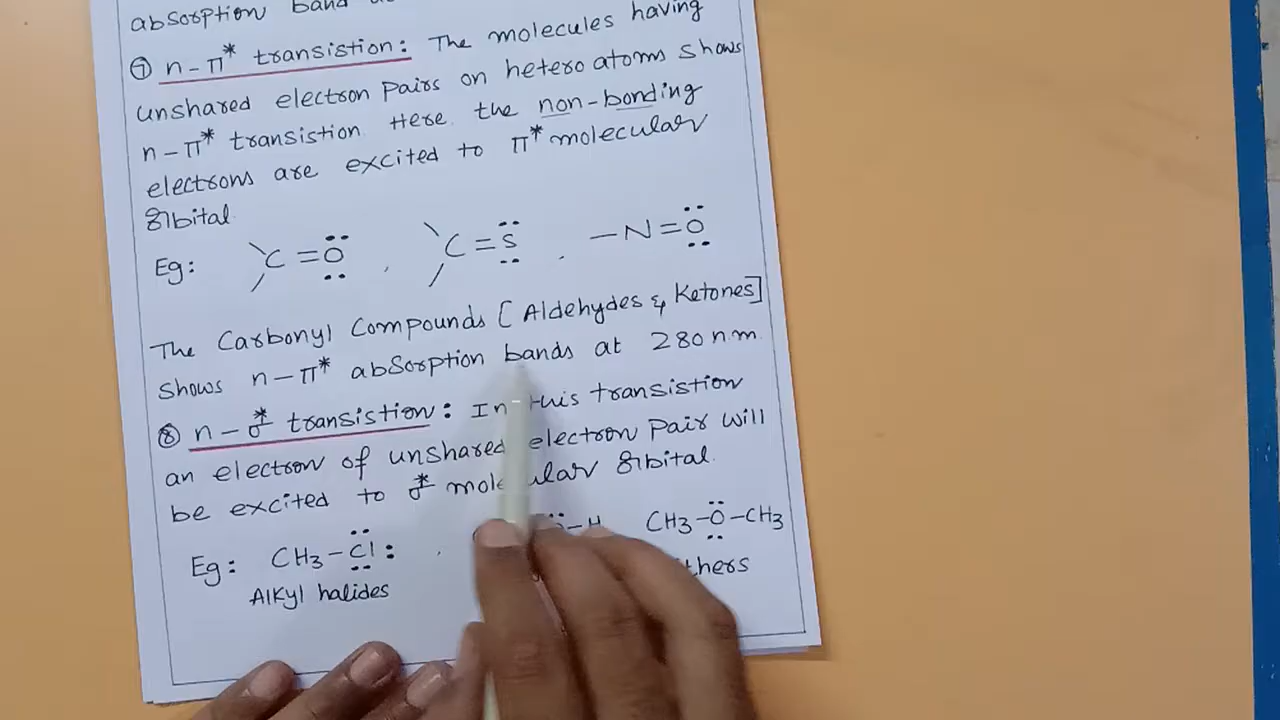 absorption band
⑦ n-π* transistion: The molecules having
unshared electron pairs on hetero atoms shows
n-π* transistion. Here the non-bonding
electrons are excited to π* molecular
orbital
Eg: C=O , C=S , -N=O
The Carbonyl Compounds [Aldehydes & Ketones]
shows n-π* absorption bands at 280 n.m.
⑧ n-σ* transistion: In this transistion
an electron of unshared electron pair will
be excited to σ* molecular orbital.
Eg: CH3-Cl: , -H CH3-O-CH3
Alkyl halides